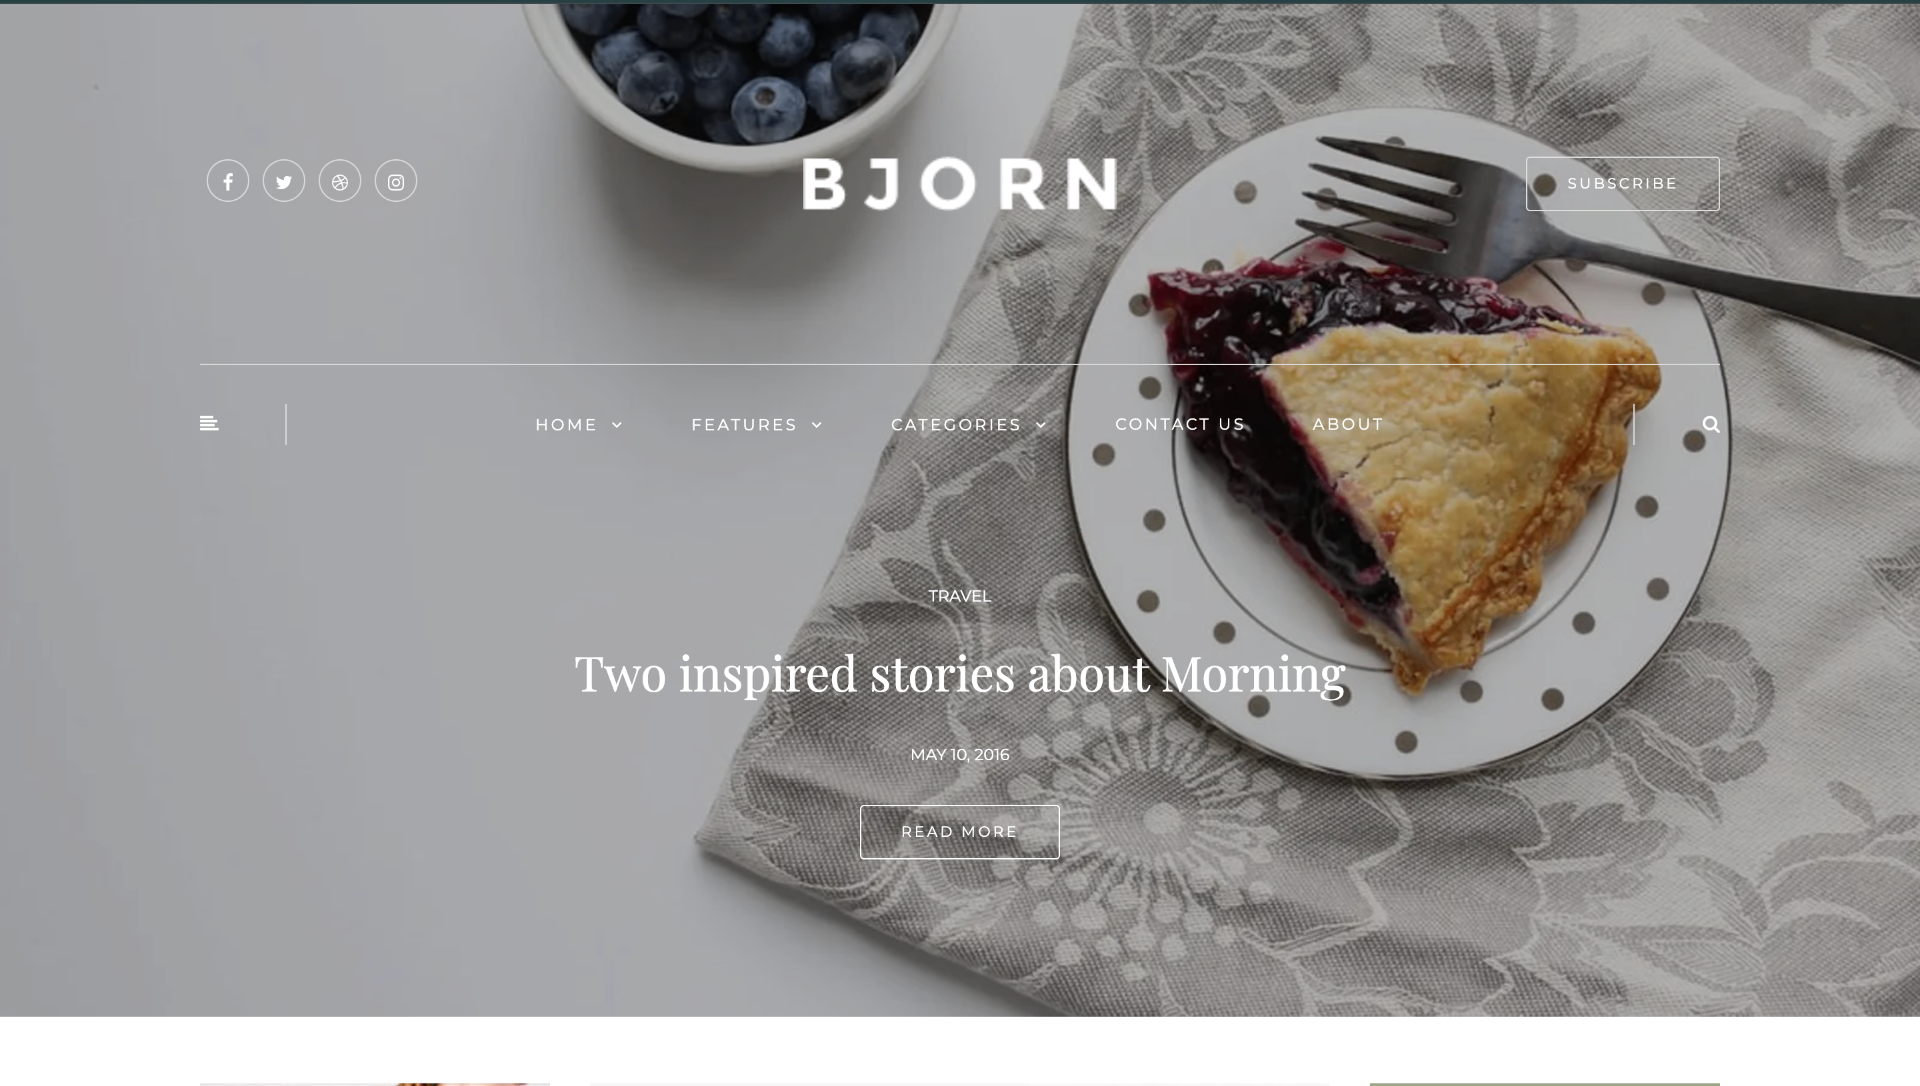 BJORN
SUBSCRIBE
HOME
FEATURES
CATEGORIES
CONTACT US
ABOUT
TRAVEL
Two inspired stories about Morning
MAY 10, 2016
READ MORE